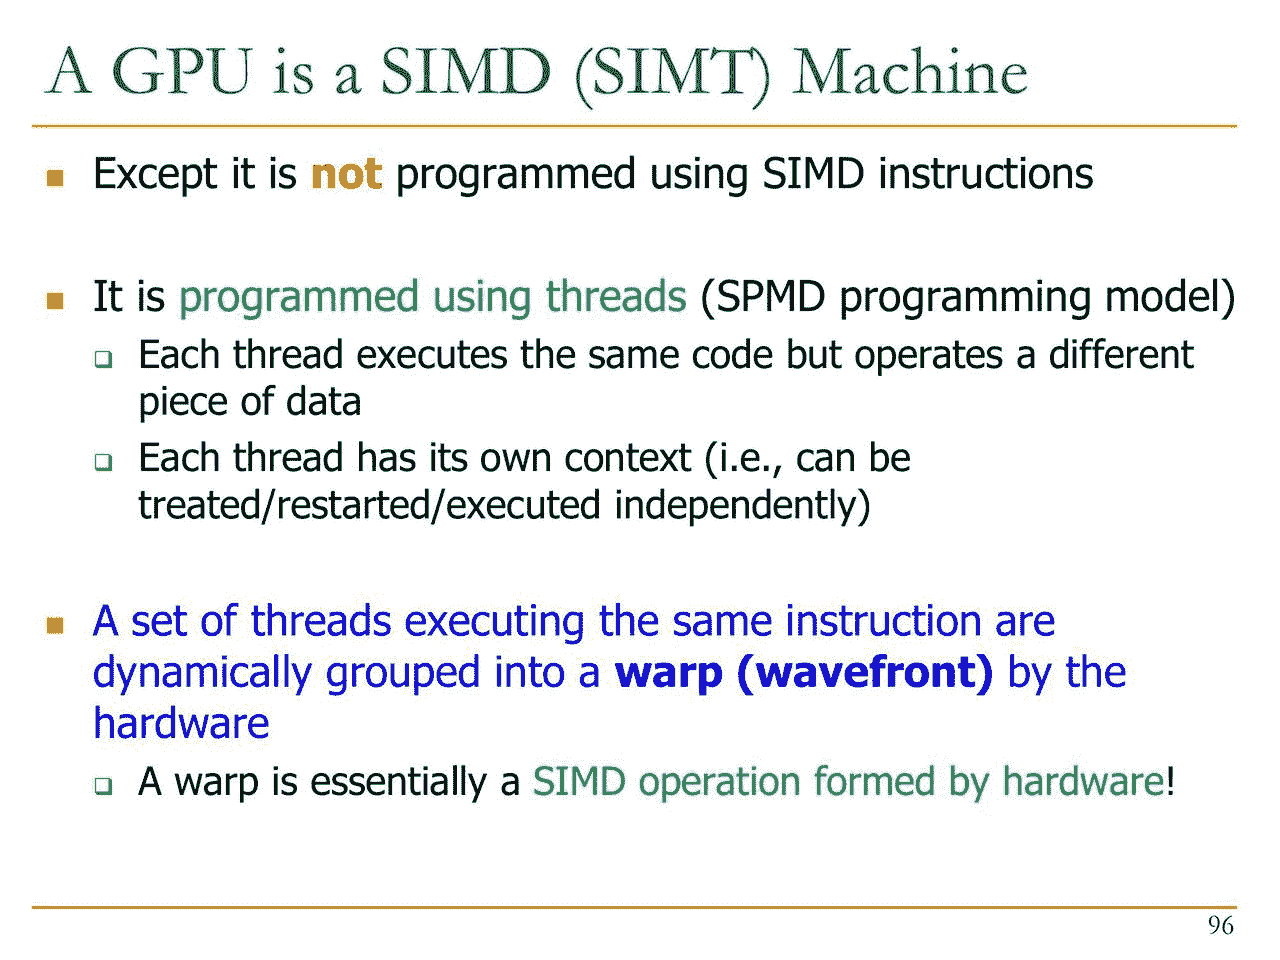 A GPU is a SIMD (SIMT) Machine
Except it is not programmed using SIMD instructions
It is programmed using threads (SPMD programming model)
Each thread executes the same code but operates a different
piece of data
Each thread has its own context (i.e., can be
treated/restarted/executed independently)
A set of threads executing the same instruction are
dynamically grouped into a warp (wavefront) by the
hardware
A warp is essentially a SIMD operation formed by hardware!
96